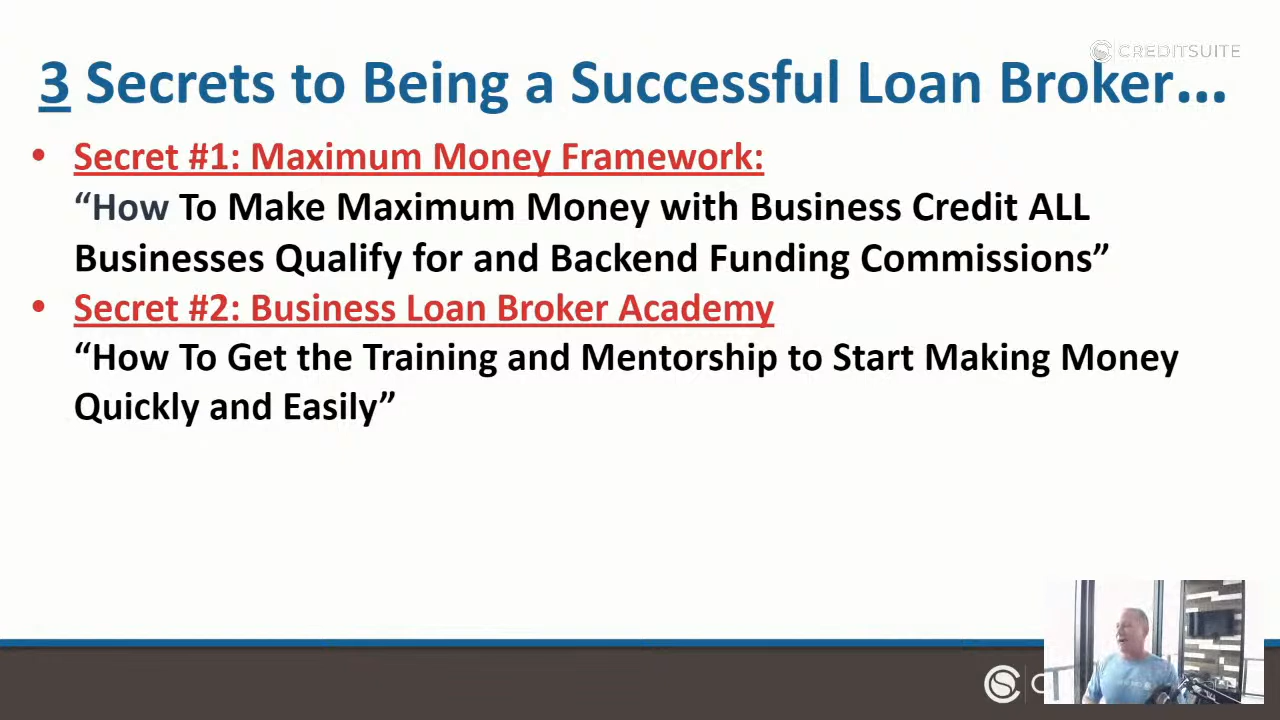 CREDITSUITE
3 Secrets to Being a Successful Loan Broker...
• Secret #1: Maximum Money Framework:
“How To Make Maximum Money with Business Credit ALL
Businesses Qualify for and Backend Funding Commissions”
• Secret #2: Business Loan Broker Academy
“How To Get the Training and Mentorship to Start Making Money
Quickly and Easily”